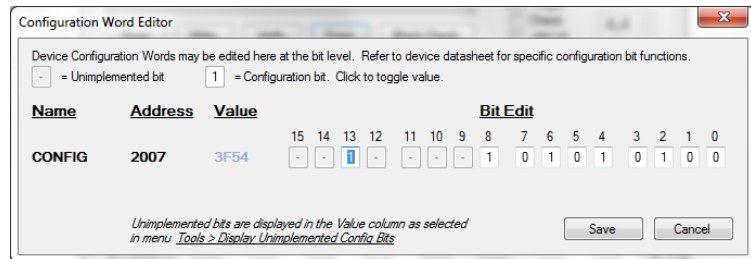 Configuration Word Editor
x
Device Configuration Words may be edited here at the bit level. Refer to device datasheet for specific configuration bit functions.
- = Unimplemented bit 1 = Configuration bit. Click to toggle value.
Name Address Value Bit Edit
15 14 13 12 11 10 9 8 7 6 5 4 3 2 1 0
CONFIG 2007 3F54 - - 1 - - - - 1 0 1 0 1 0 1 0 0
Unimplemented bits are displayed in the Value column as selected
in menu Tools > Display Unimplemented Config Bits
Save Cancel